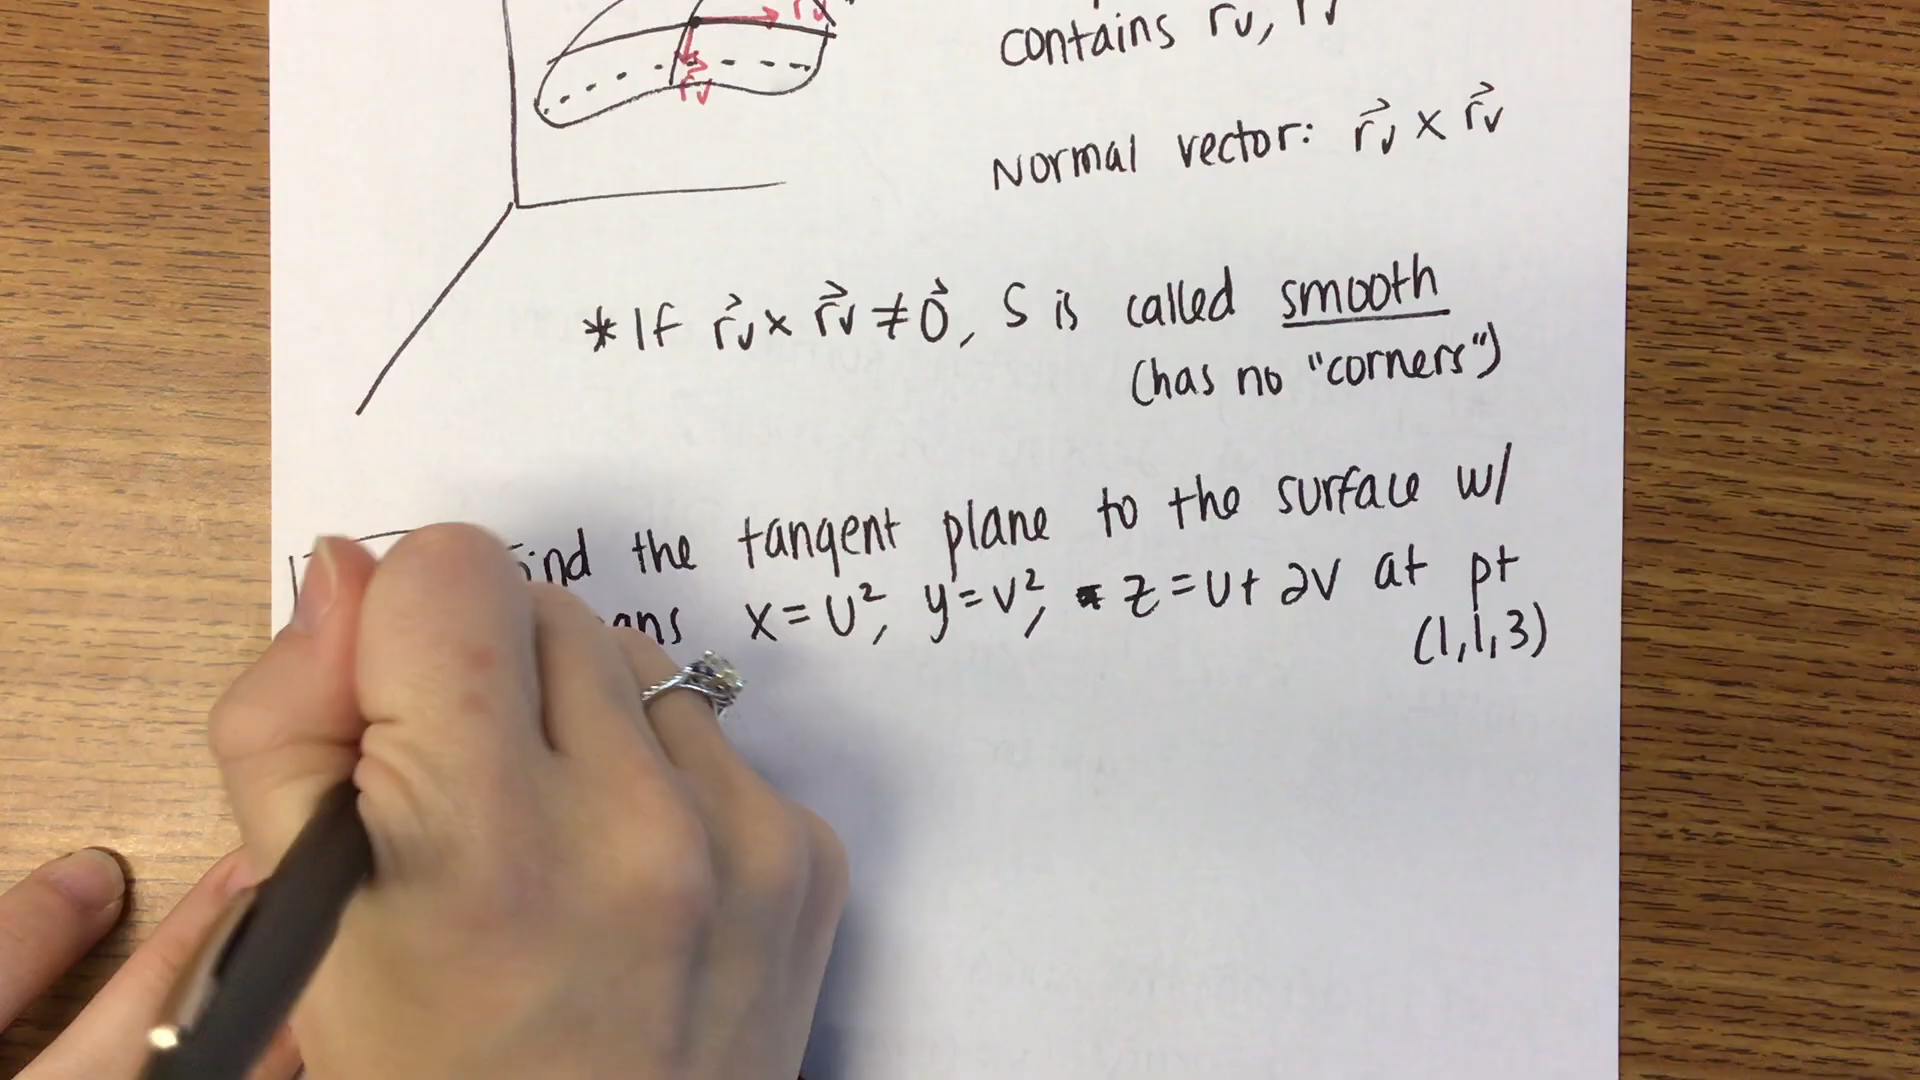 contains r⃗u, r⃗v
Normal vector: r⃗u × r⃗v
*If r⃗u × r⃗v ≠ 0⃗, S is called smooth
(has no "corners")
the tangent plane to the surface w/
x = u², y = v², z = u + 2v at pt
(1,1,3)